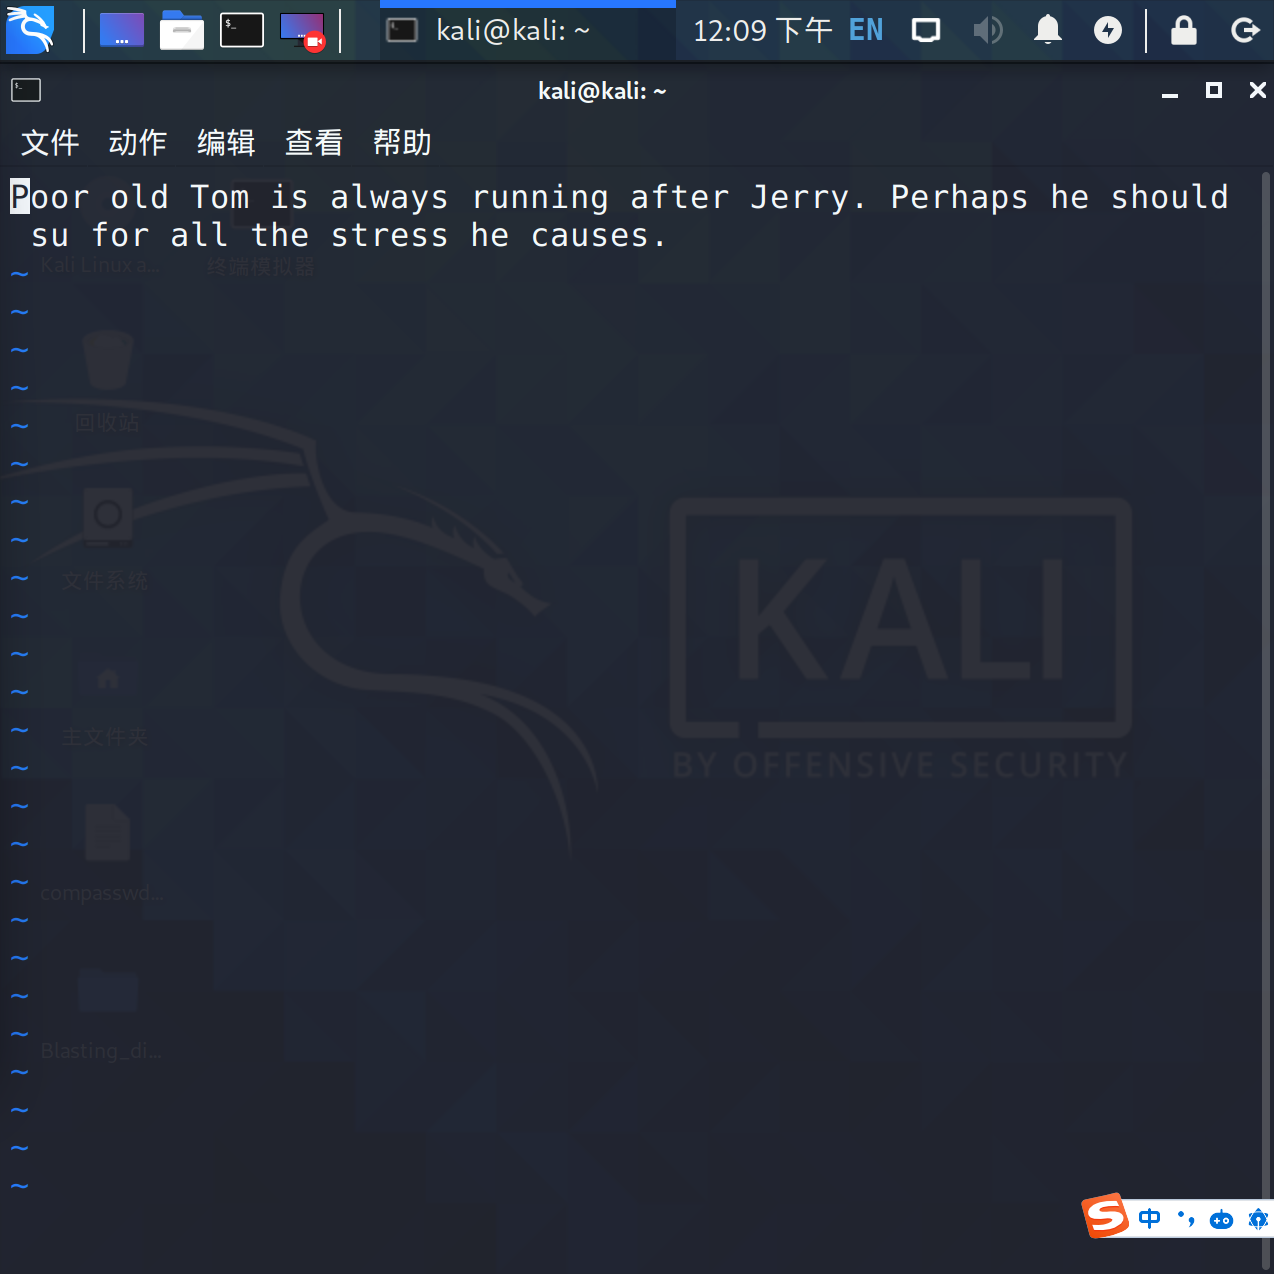 kali@kali: ~
12:09 下午
EN
kali@kali: ~
文件 动作 编辑 查看 帮助
Poor old Tom is always running after Jerry. Perhaps he should
su for all the stress he causes.
Kali Linux a...
终端模拟器
~
~
~
~
回收站
~
~
~
~
文件系统
~
~
~
~
主文件夹
~
~
~
~
compasswd...
~
~
~
~
Blasting_di...
~
~
~
~
~
KALI
BY OFFENSIVE SECURITY
中